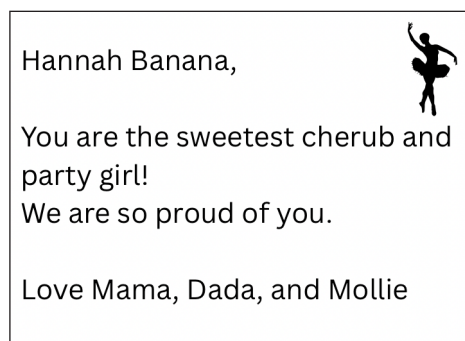 Hannah Banana,
You are the sweetest cherub and
party girl!
We are so proud of you.
Love Mama, Dada, and Mollie